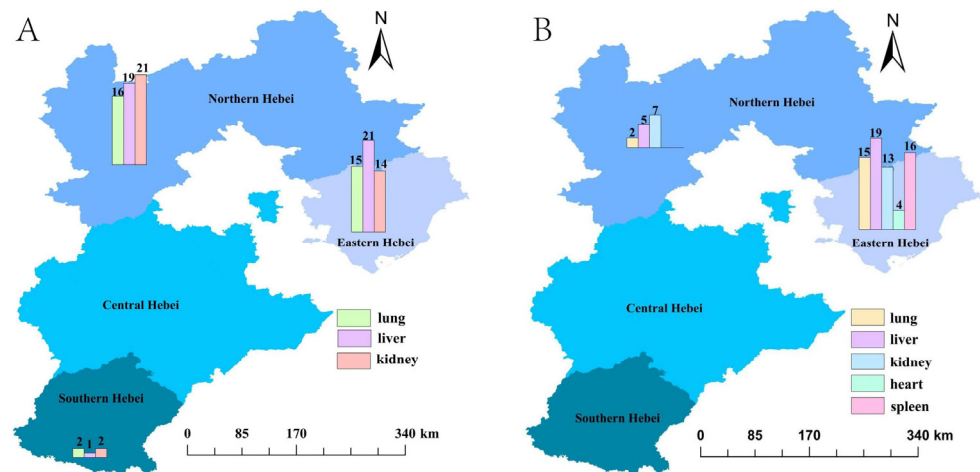 A
N
16
19
21
Northern Hebei
15
21
14
Eastern Hebei
Central Hebei
lung
liver
kidney
Southern Hebei
2
1
2
0 85 170 340 km
B
N
2
5
7
Northern Hebei
15
19
13
4
16
Eastern Hebei
Central Hebei
lung
liver
kidney
heart
spleen
Southern Hebei
0 85 170 340 km